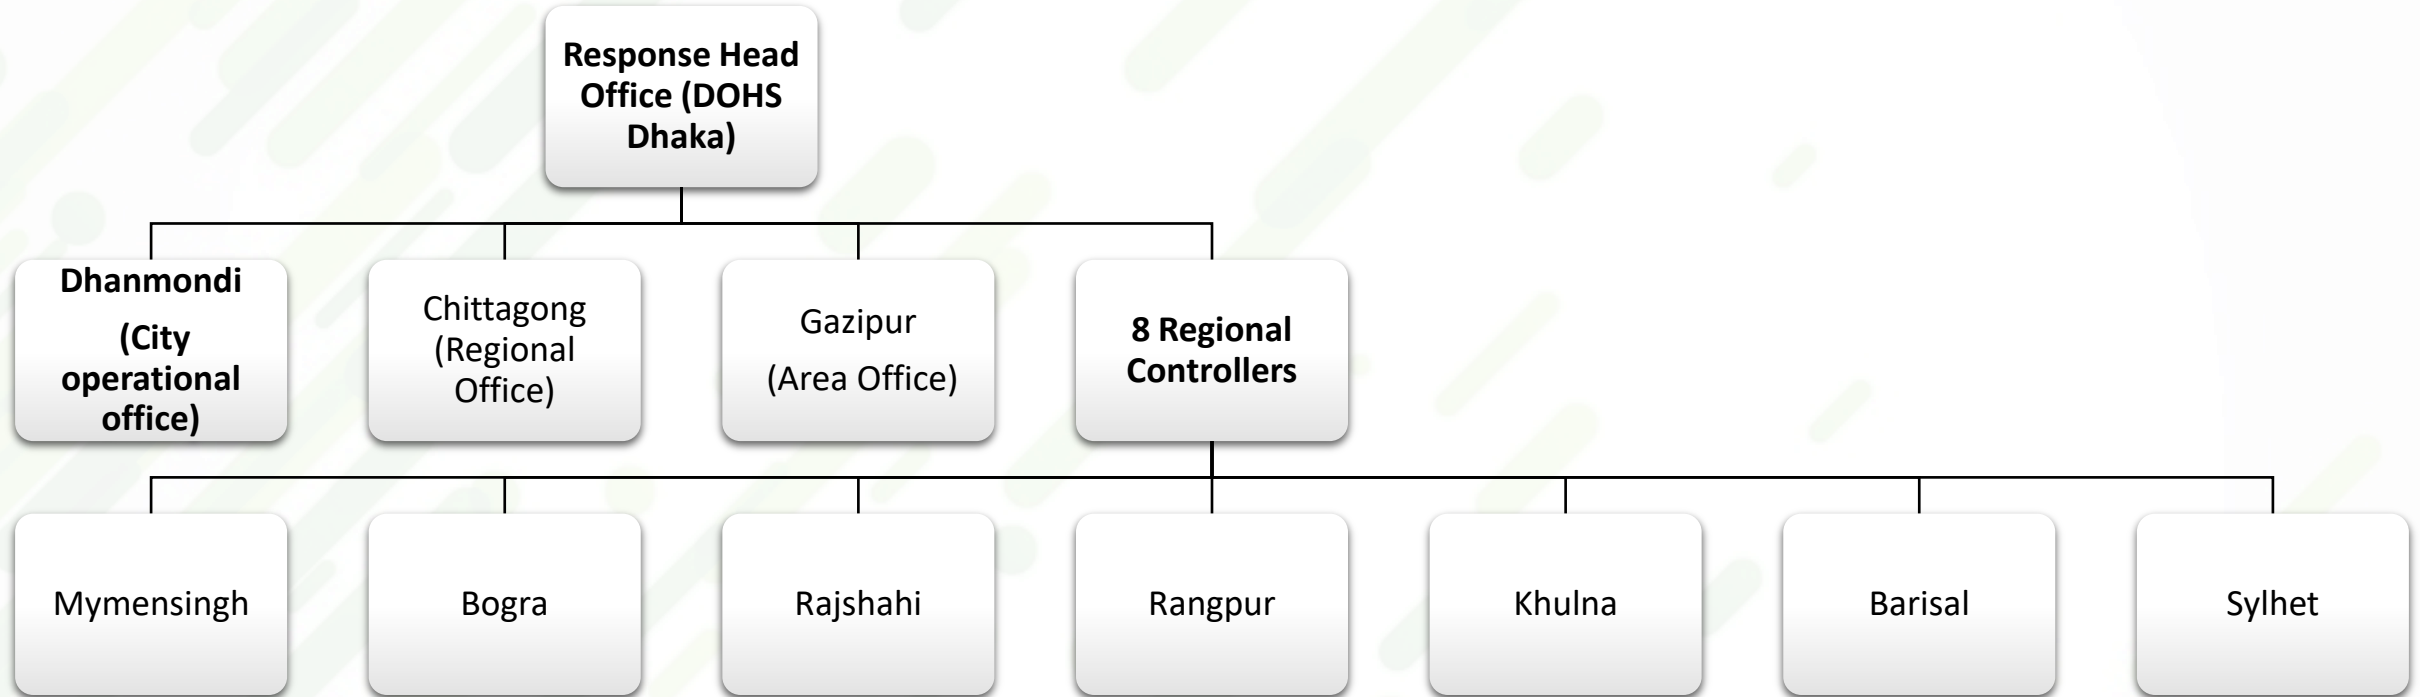 Response Head
Office (DOHS
Dhaka)
Dhanmondi
(City
operational
office)
Chittagong
(Regional
Office)
Gazipur
(Area Office)
8 Regional
Controllers
Mymensingh
Bogra
Rajshahi
Rangpur
Khulna
Barisal
Sylhet